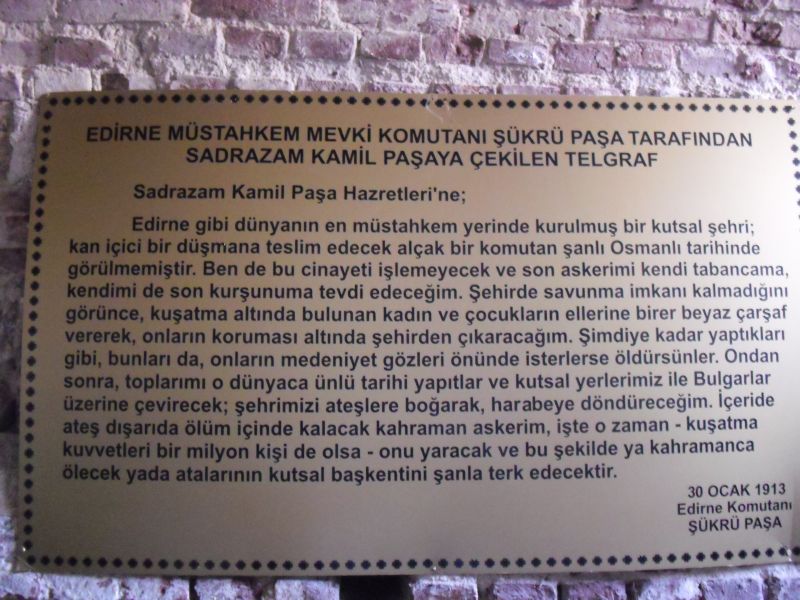 EDİRNE MÜSTAHKEM MEVKİ KOMUTANI ŞÜKRÜ PAŞA TARAFINDAN
SADRAZAM KAMİL PAŞAYA ÇEKİLEN TELGRAF
Sadrazam Kamil Paşa Hazretleri'ne;
Edirne gibi dünyanın en müstahkem yerinde kurulmuş bir kutsal şehri;
kan içici bir düşmana teslim edecek alçak bir komutan şanlı Osmanlı tarihinde
görülmemiştir. Ben de bu cinayeti işlemeyecek ve son askerimi kendi tabancama,
kendimi de son kurşunuma tevdi edeceğim. Şehirde savunma imkanı kalmadığını
görünce, kuşatma altında bulunan kadın ve çocukların ellerine birer beyaz çarşaf
vererek, onların koruması altında şehirden çıkaracağım. Şimdiye kadar yaptıkları
gibi, bunları da, onların medeniyet gözleri önünde isterlerse öldürsünler. Ondan
sonra, toplarımı o dünyaca ünlü tarihi yapıtlar ve kutsal yerlerimiz ile Bulgarlar
üzerine çevirecek; şehrimizi ateşlere boğarak, harabeye döndüreceğim. İçeride
ateş dışarıda ölüm içinde kalacak kahraman askerim, işte o zaman - kuşatma
kuvvetleri bir milyon kişi de olsa - onu yaracak ve bu şekilde ya kahramanca
ölecek yada atalarının kutsal başkentini şanla terk edecektir.
30 OCAK 1913
Edirne Komutanı
ŞÜKRÜ PAŞA